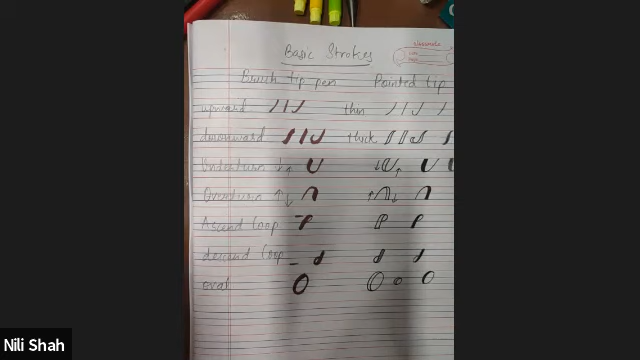 Basic Strokes
Brush tip pen Pointed tip
upward thin
downward thick
Underturn
Overturn
Ascend loop
descend loop
oval
Nili Shah